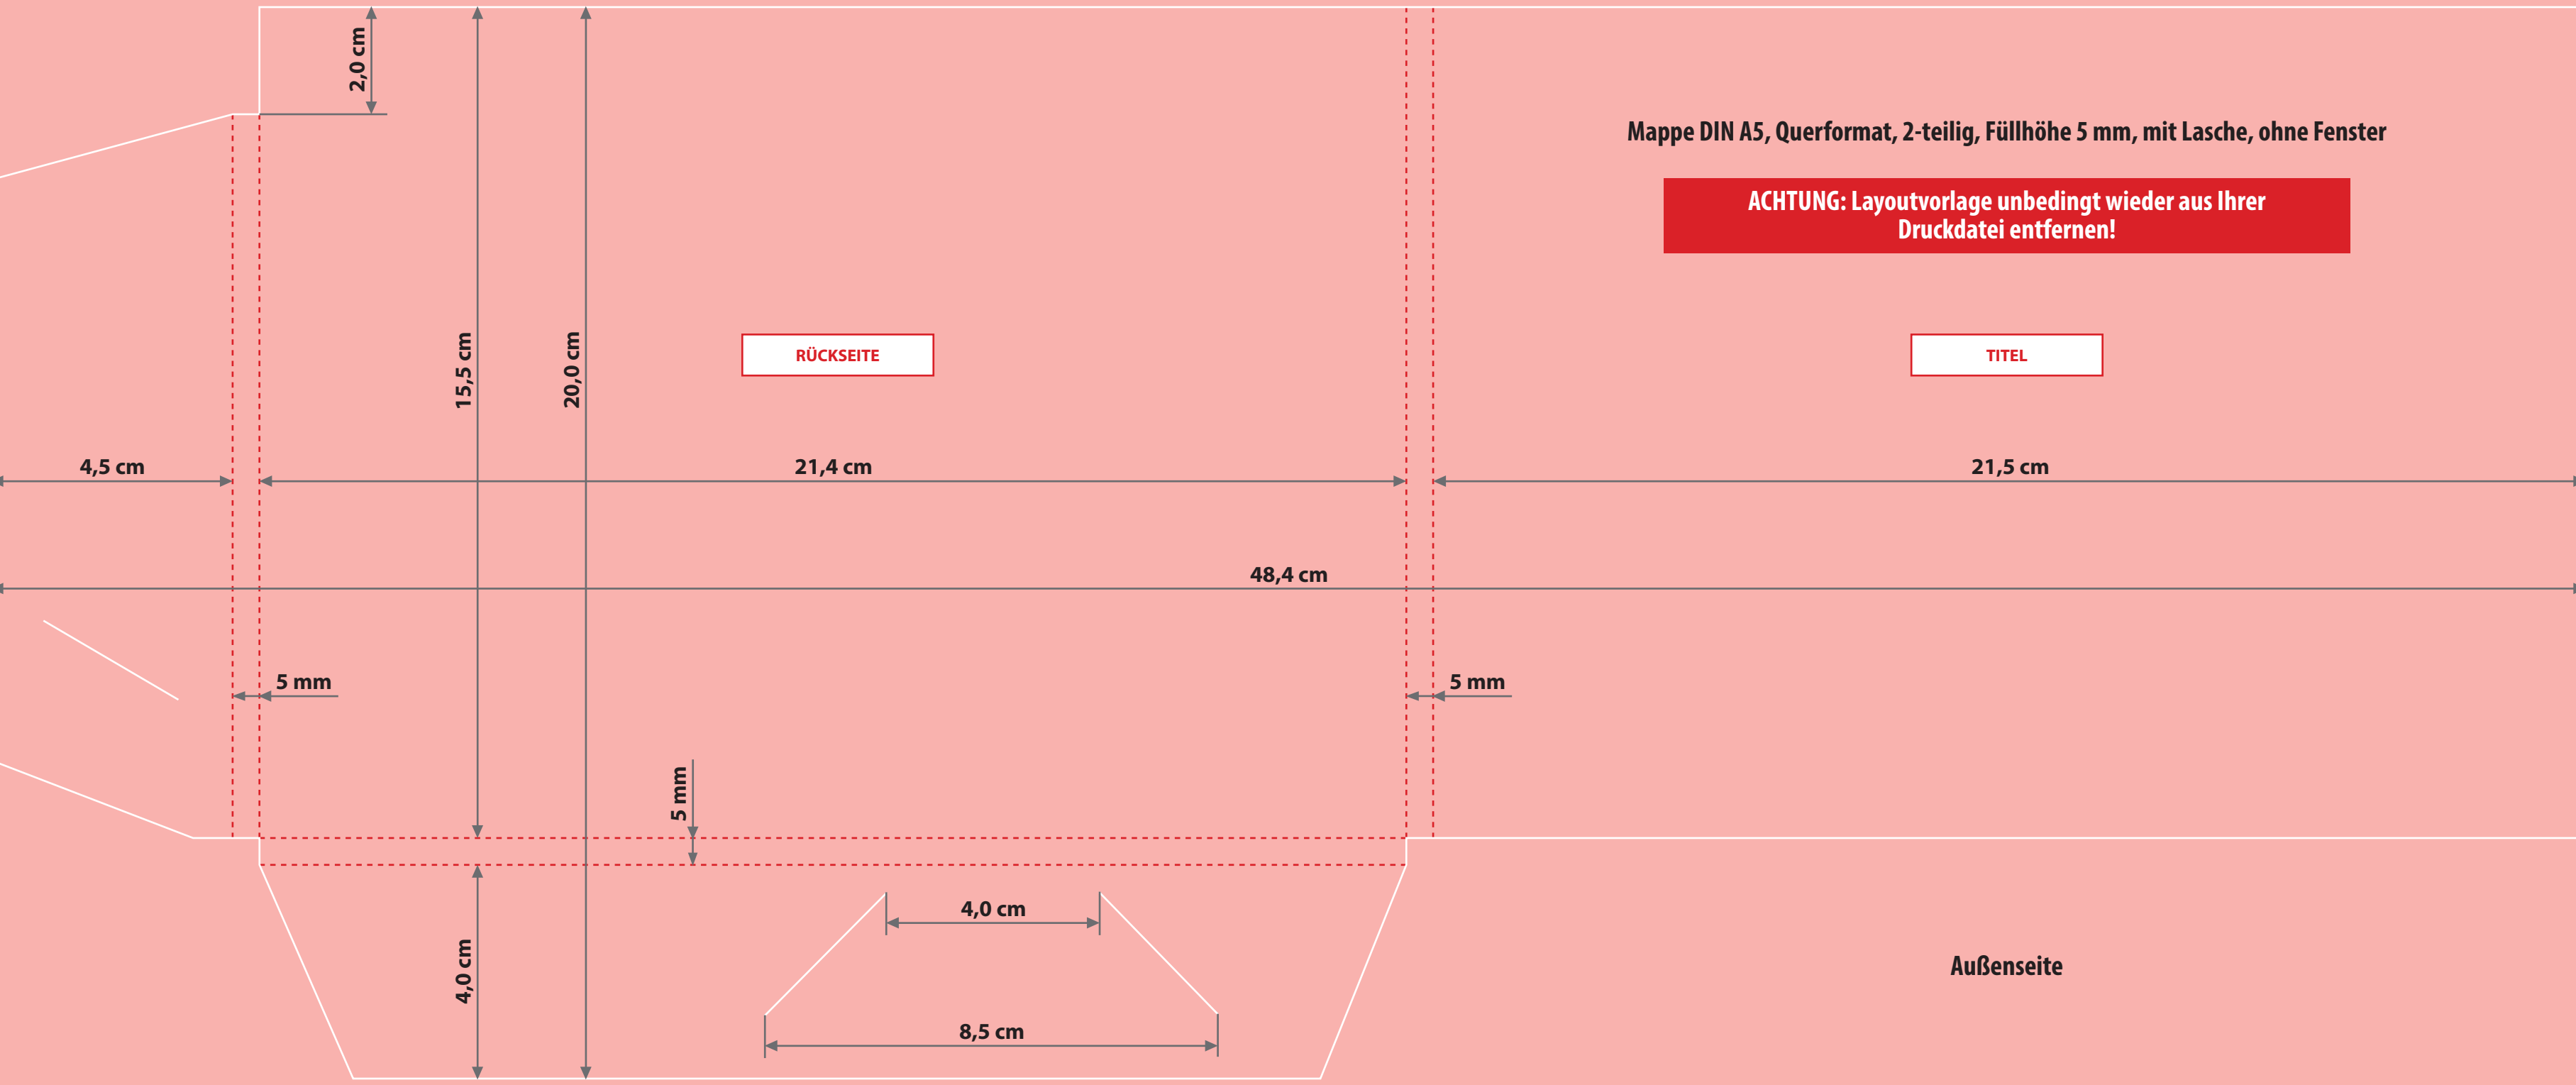 2,0 cm
Mappe DIN A5, Querformat, 2-teilig, Füllhöhe 5 mm, mit Lasche, ohne Fenster
ACHTUNG: Layoutvorlage unbedingt wieder aus Ihrer
Druckdatei entfernen!
15,5 cm
20,0 cm
RÜCKSEITE
TITEL
4,5 cm
21,4 cm
21,5 cm
48,4 cm
5 mm
5 mm
5 mm
4,0 cm
4,0 cm
8,5 cm
Außenseite